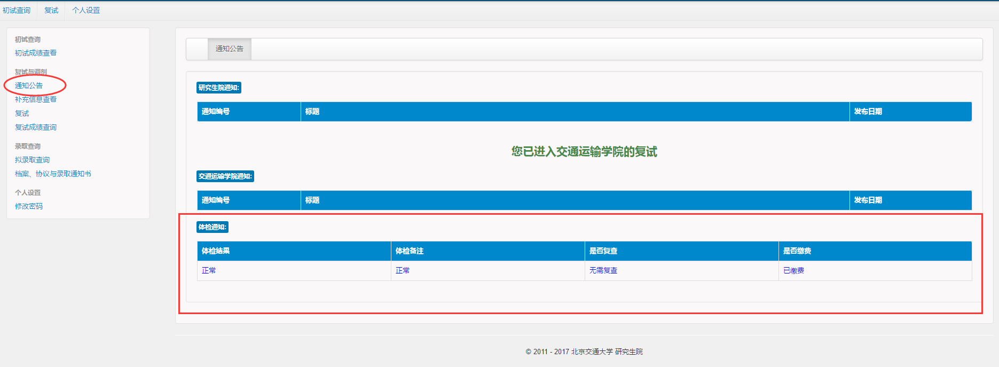 初试查询 复试 个人设置
初试查询
初试成绩查看
复试与调剂
通知公告
补充信息查看
复试
复试成绩查询
录取查询
拟录取查询
档案、协议与录取通知书
个人设置
修改密码
通知公告
研究生院通知:
通知编号 标题 发布日期
您已进入交通运输学院的复试
交通运输学院通知:
通知编号 标题 发布日期
体检通知:
体检结果 体检备注 是否复查 是否缴费
正常 正常 无需复查 已缴费
© 2011 - 2017 北京交通大学 研究生院